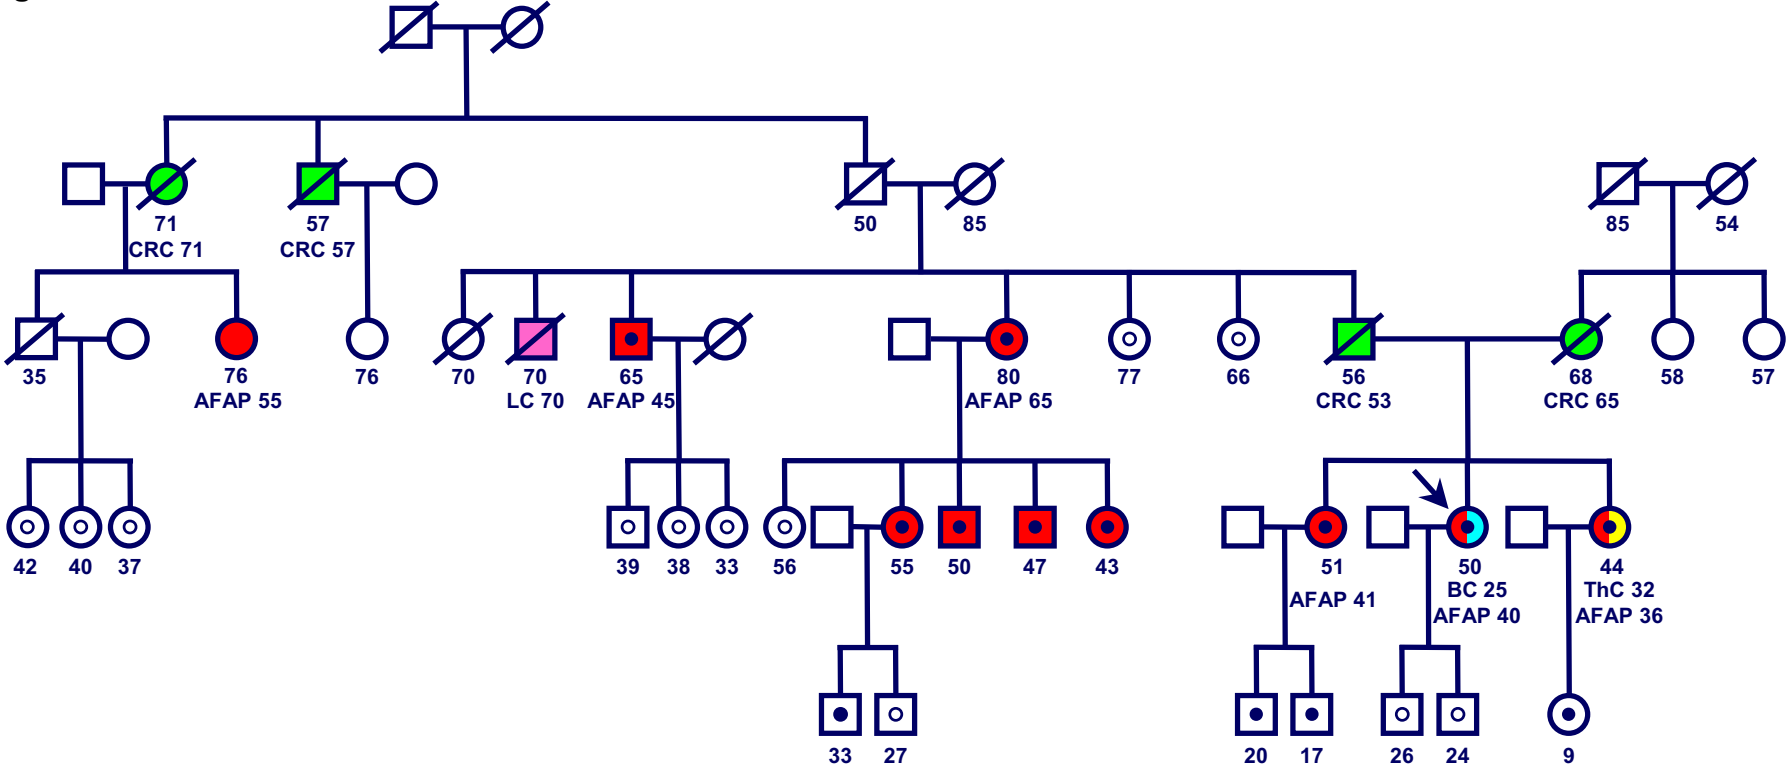 71 57 50 85 85 54
CRC 71 CRC 57
35 76 76 70 70 65 80 77 66 56 68 58 57
AFAP 55 LC 70 AFAP 45 AFAP 65 CRC 53 CRC 65
42 40 37 39 38 33 56 55 50 47 43 51 50 44
BC 25 ThC 32
AFAP 41
AFAP 40 AFAP 36
33 27 20 17 26 24 9